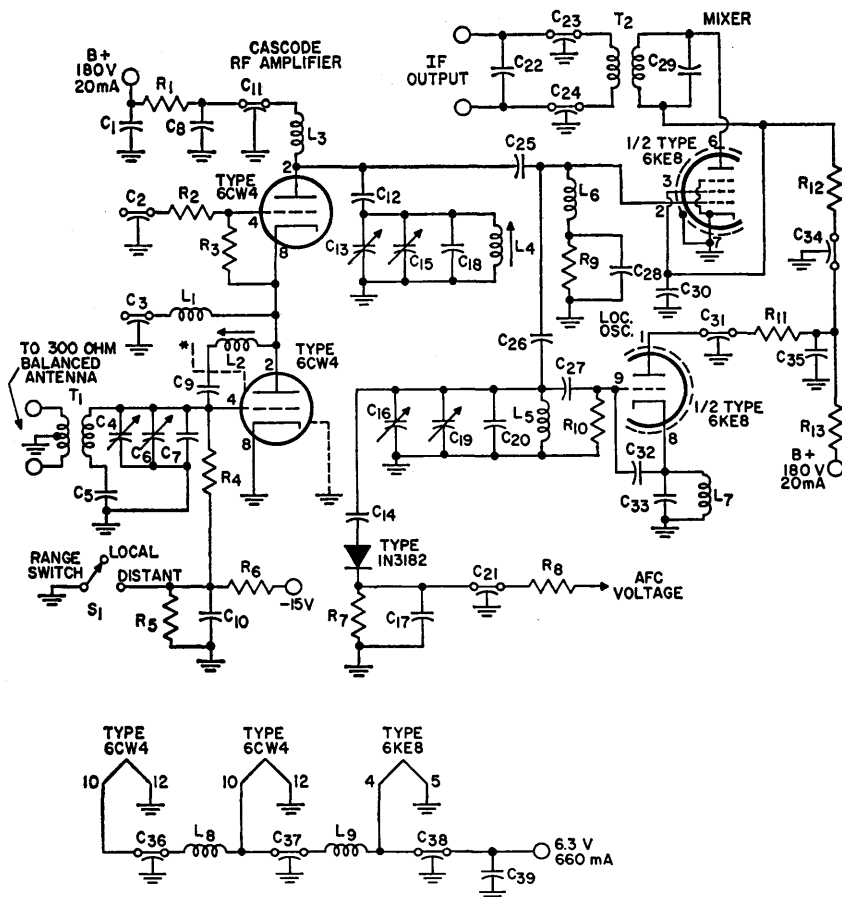 B+
180 V
20mA
R1
C11
CASCODE
RF AMPLIFIER
C1
C8
L3
IF
OUTPUT
C22
C23
C24
T2
MIXER
C29
C25
1/2 TYPE
6KE8
6
3
2
7
R12
C34
C2
R2
TYPE
6CW4
2
4
8
R3
C12
C13
C15
C18
L4
L6
R9
C28
C30
C3
L1
*
L2
C9
TYPE
6CW4
2
4
8
TO 300 OHM
BALANCED
ANTENNA
T1
C4
C6
C7
C5
R4
C26
C27
LOC.
OSC.
1
9
8
C31
R11
C35
1/2 TYPE
6KE8
R13
B+
180 V
20mA
C16
C19
C20
L5
R10
C32
C33
L7
C14
TYPE
1N3182
RANGE
SWITCH
LOCAL
DISTANT
S1
R6
-15V
R5
C10
R7
C17
C21
R8
AFC
VOLTAGE
TYPE
6CW4
10
12
TYPE
6CW4
10
12
TYPE
6KE8
4
5
C36
L8
C37
L9
C38
C39
6.3 V
660 mA